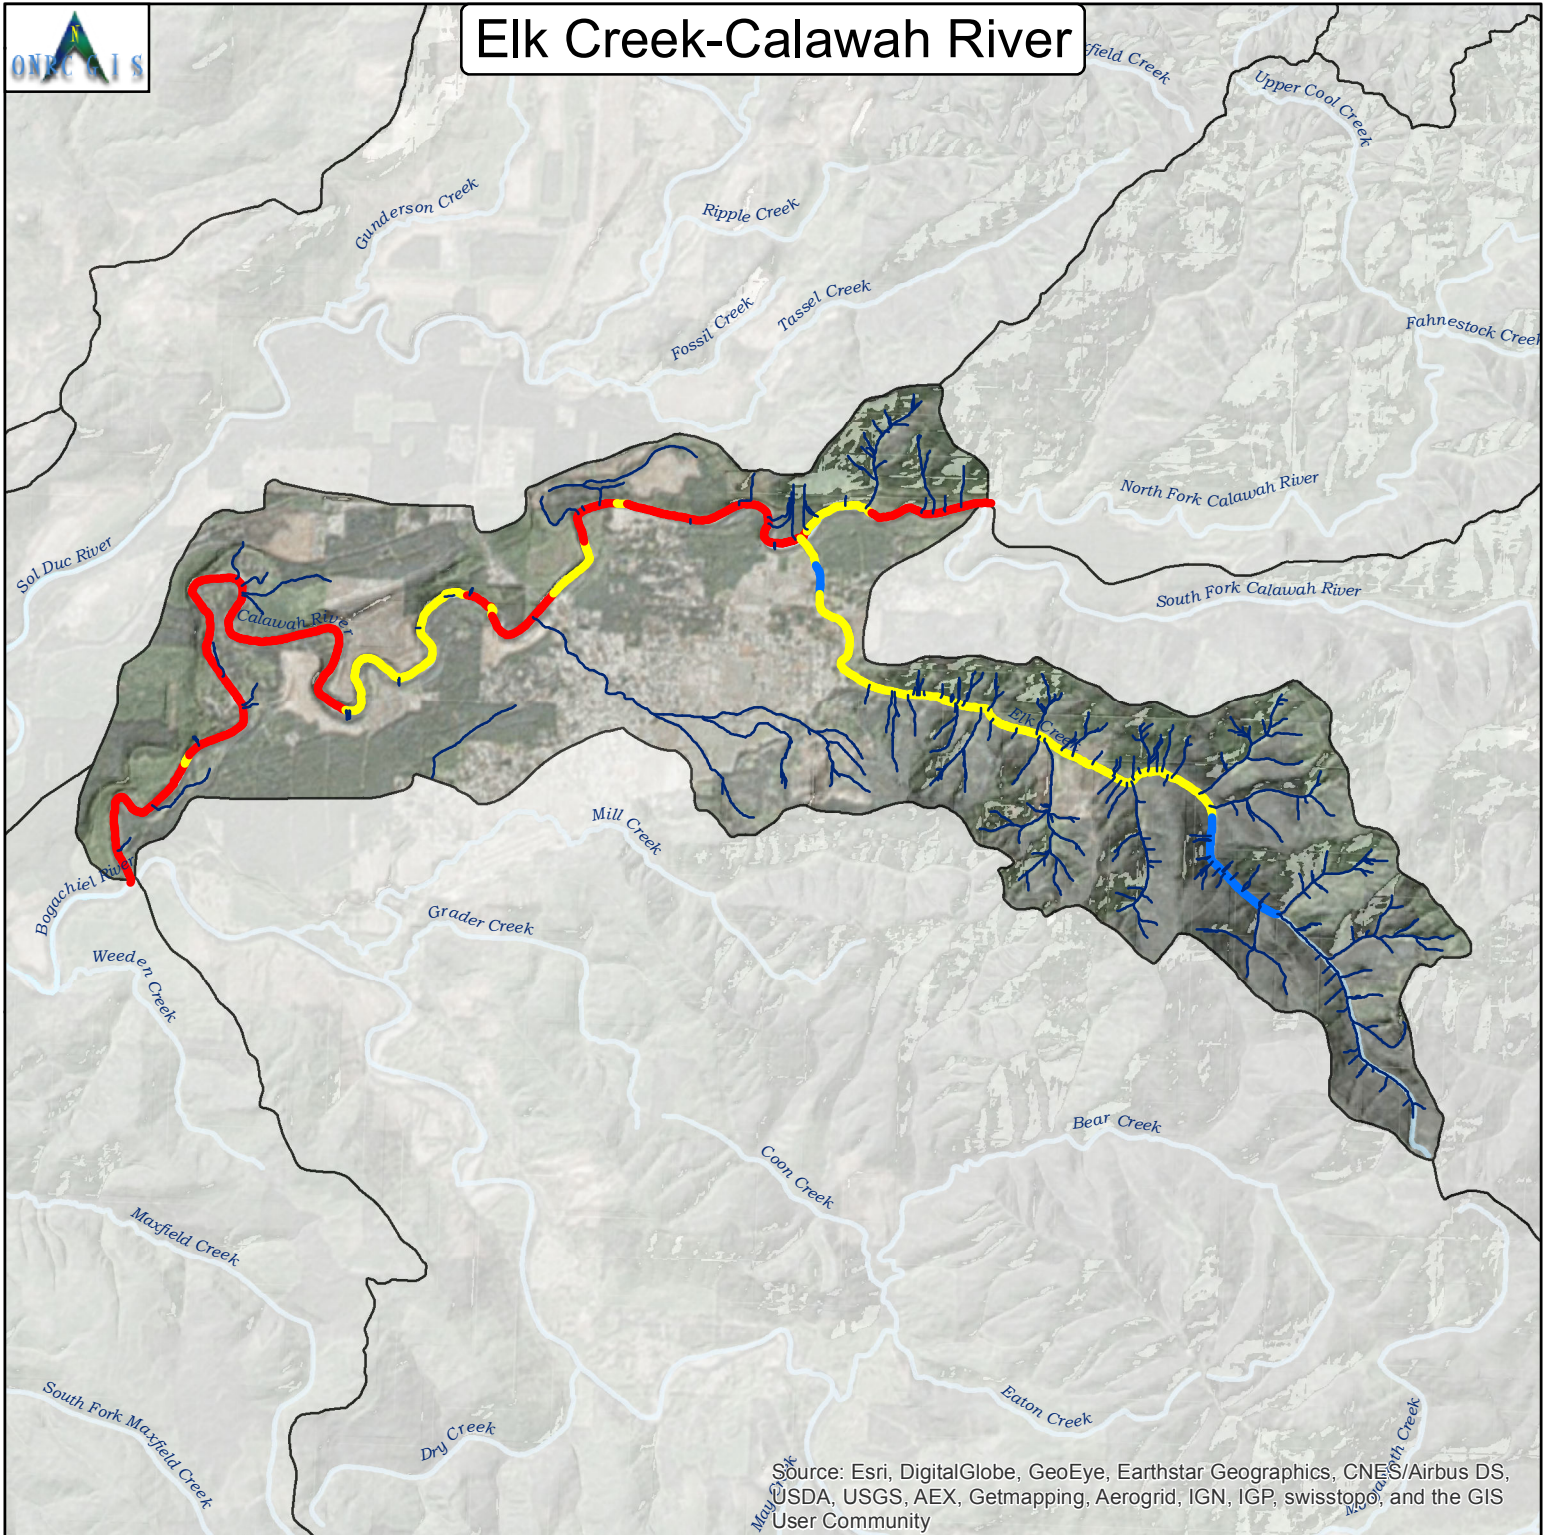 Elk Creek-Calawah River
N
ONRC GIS
field Creek
Upper Cool Creek
Gunderson Creek
Ripple Creek
Tassel Creek
Fossil Creek
Fahnestock Creek
North Fork Calawah River
Sol Duc River
South Fork Calawah River
Calawah River
Elk Creek
Mill Creek
Bogachiel River
Grader Creek
Weeden Creek
Bear Creek
Coon Creek
Maxfield Creek
South Fork Maxfield Creek
Dry Creek
Eaton Creek
May Creek
Source: Esri, DigitalGlobe, GeoEye, Earthstar Geographics, CNES/Airbus DS,
USDA, USGS, AEX, Getmapping, Aerogrid, IGN, IGP, swisstopo, and the GIS
User Community